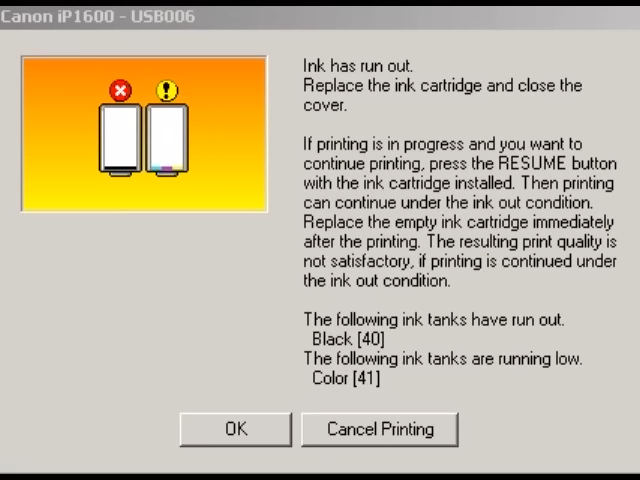 Canon iP1600 - USB006
Ink has run out.
Replace the ink cartridge and close the
cover.
If printing is in progress and you want to
continue printing, press the RESUME button
with the ink cartridge installed. Then printing
can continue under the ink out condition.
Replace the empty ink cartridge immediately
after the printing. The resulting print quality is
not satisfactory, if printing is continued under
the ink out condition.
The following ink tanks have run out.
Black [40]
The following ink tanks are running low.
Color [41]
OK
Cancel Printing